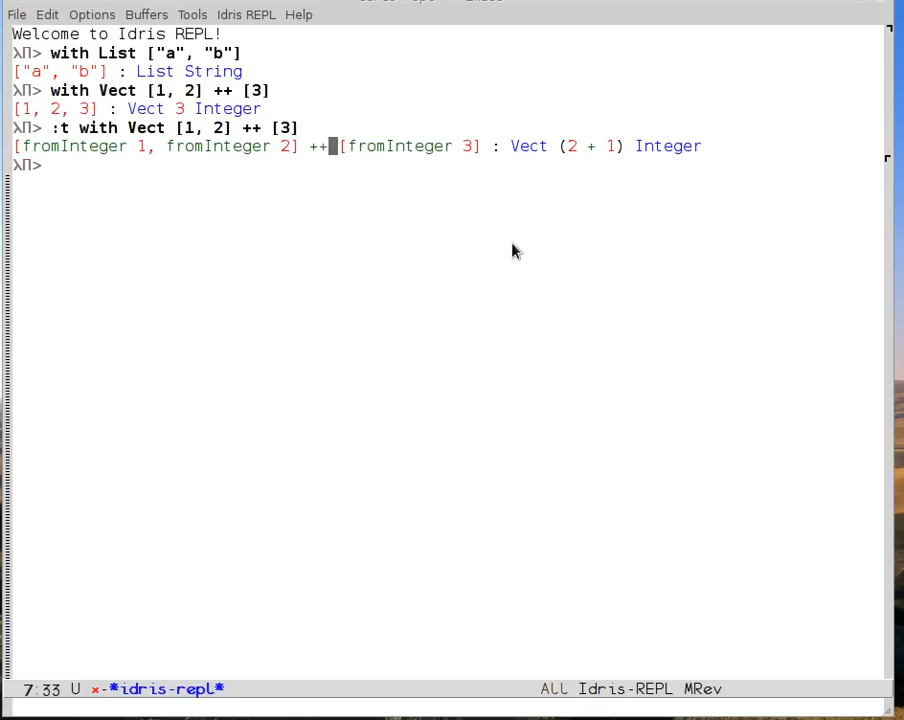 File Edit Options Buffers Tools Idris REPL Help
Welcome to Idris REPL!
λΠ> with List ["a", "b"]
["a", "b"] : List String
λΠ> with Vect [1, 2] ++ [3]
[1, 2, 3] : Vect 3 Integer
λΠ> :t with Vect [1, 2] ++ [3]
[fromInteger 1, fromInteger 2] ++ [fromInteger 3] : Vect (2 + 1) Integer
λΠ>
7:33 U ×-*idris-repl* All Idris-REPL MRev